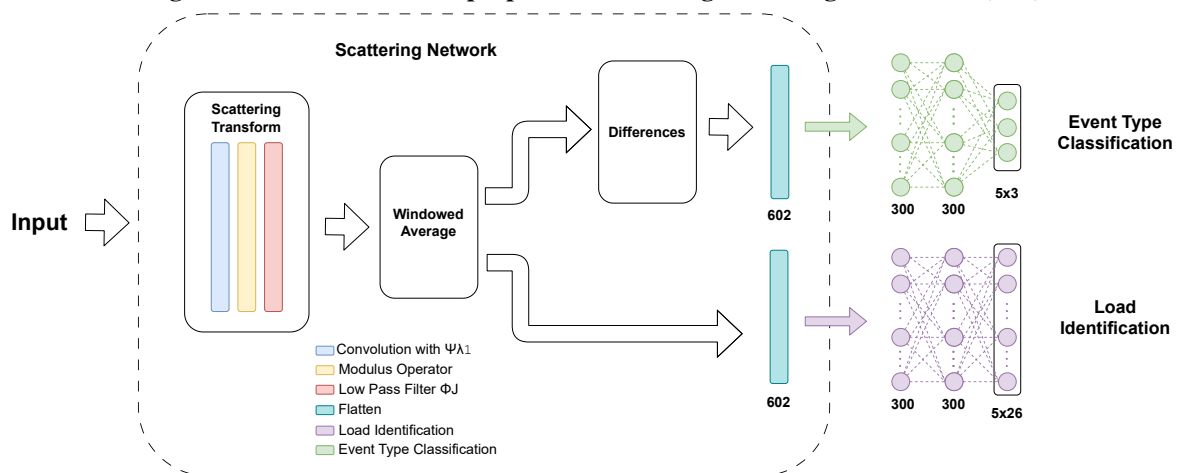 Scattering Network
Scattering
Transform
Differences
Event Type
Classification
602
300
300
5x3
Input
Windowed
Average
Load
Identification
Convolution with Ψλ1
Modulus Operator
Low Pass Filter ΦJ
Flatten
Load Identification
Event Type Classification
602
300
300
5x26